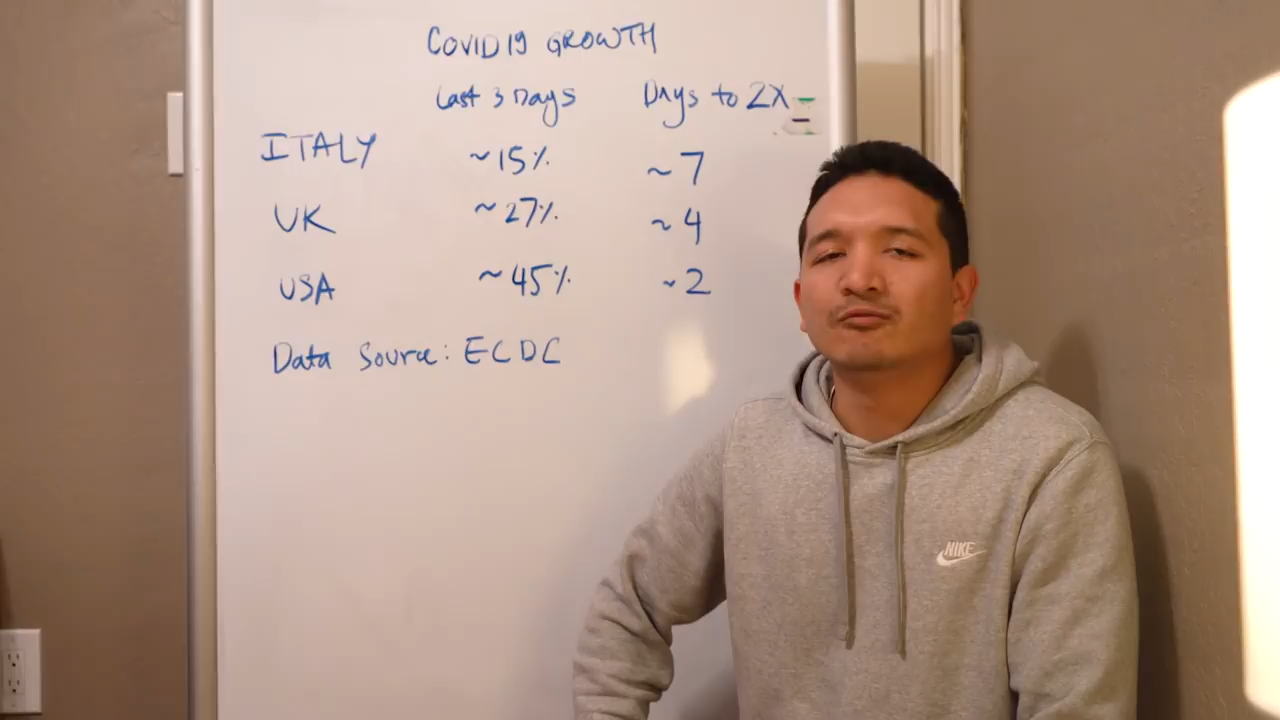 COVID19 GROWTH
Last 3 Days Days to 2X
ITALY ~15% ~7
UK ~27% ~4
USA ~45% ~2
Data Source: ECDC
NIKE